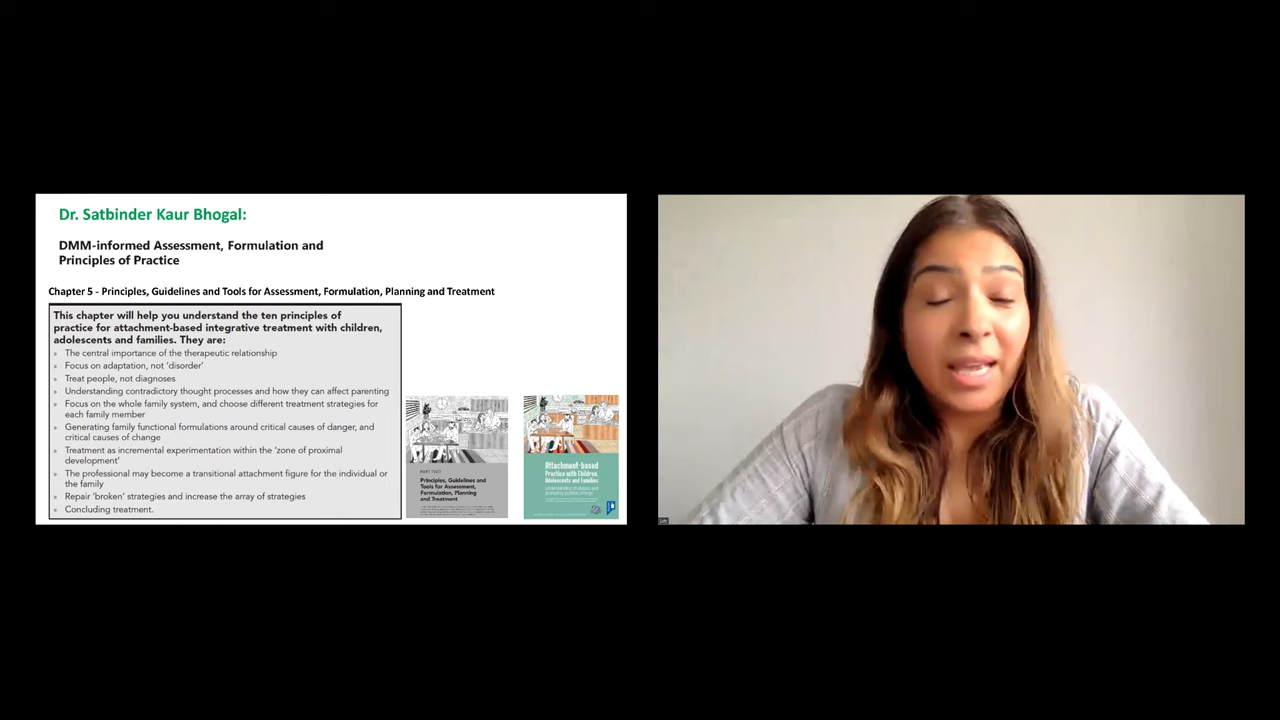 Dr. Satbinder Kaur Bhogal:
DMM-informed Assessment, Formulation and
Principles of Practice
Chapter 5 - Principles, Guidelines and Tools for Assessment, Formulation, Planning and Treatment
This chapter will help you understand the ten principles of
practice for attachment-based integrative treatment with children,
adolescents and families. They are:
» The central importance of the therapeutic relationship
» Focus on adaptation, not ‘disorder’
» Treat people, not diagnoses
» Understanding contradictory thought processes and how they can affect parenting
» Focus on the whole family system, and choose different treatment strategies for
each family member
» Generating family functional formulations around critical causes of danger, and
critical causes of change
» Treatment as incremental experimentation within the ‘zone of proximal
development’
» The professional may become a transitional attachment figure for the individual or
the family
» Repair ‘broken’ strategies and increase the array of strategies
» Concluding treatment.
PART TWO
Principles, Guidelines and
Tools for Assessment,
Formulation, Planning
and Treatment
Attachment-based
Practice with Children,
Adolescents and Families
Understanding strategies and
promoting positive change